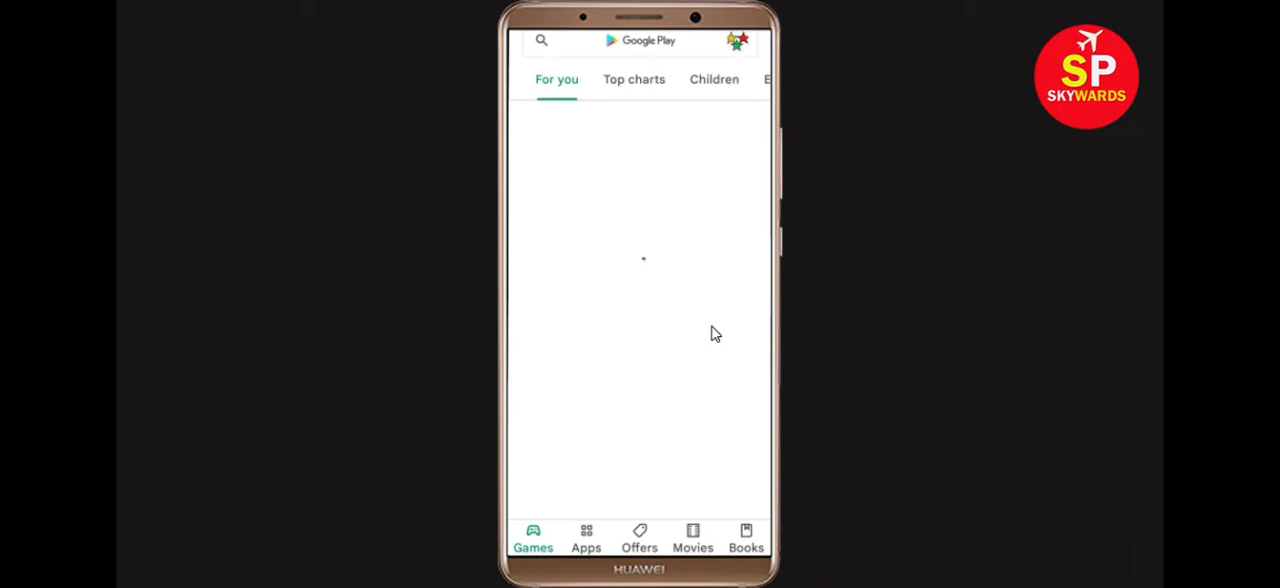 Google Play
For you Top charts Children E
SP
SKYWARDS
Games Apps Offers Movies Books
HUAWEI